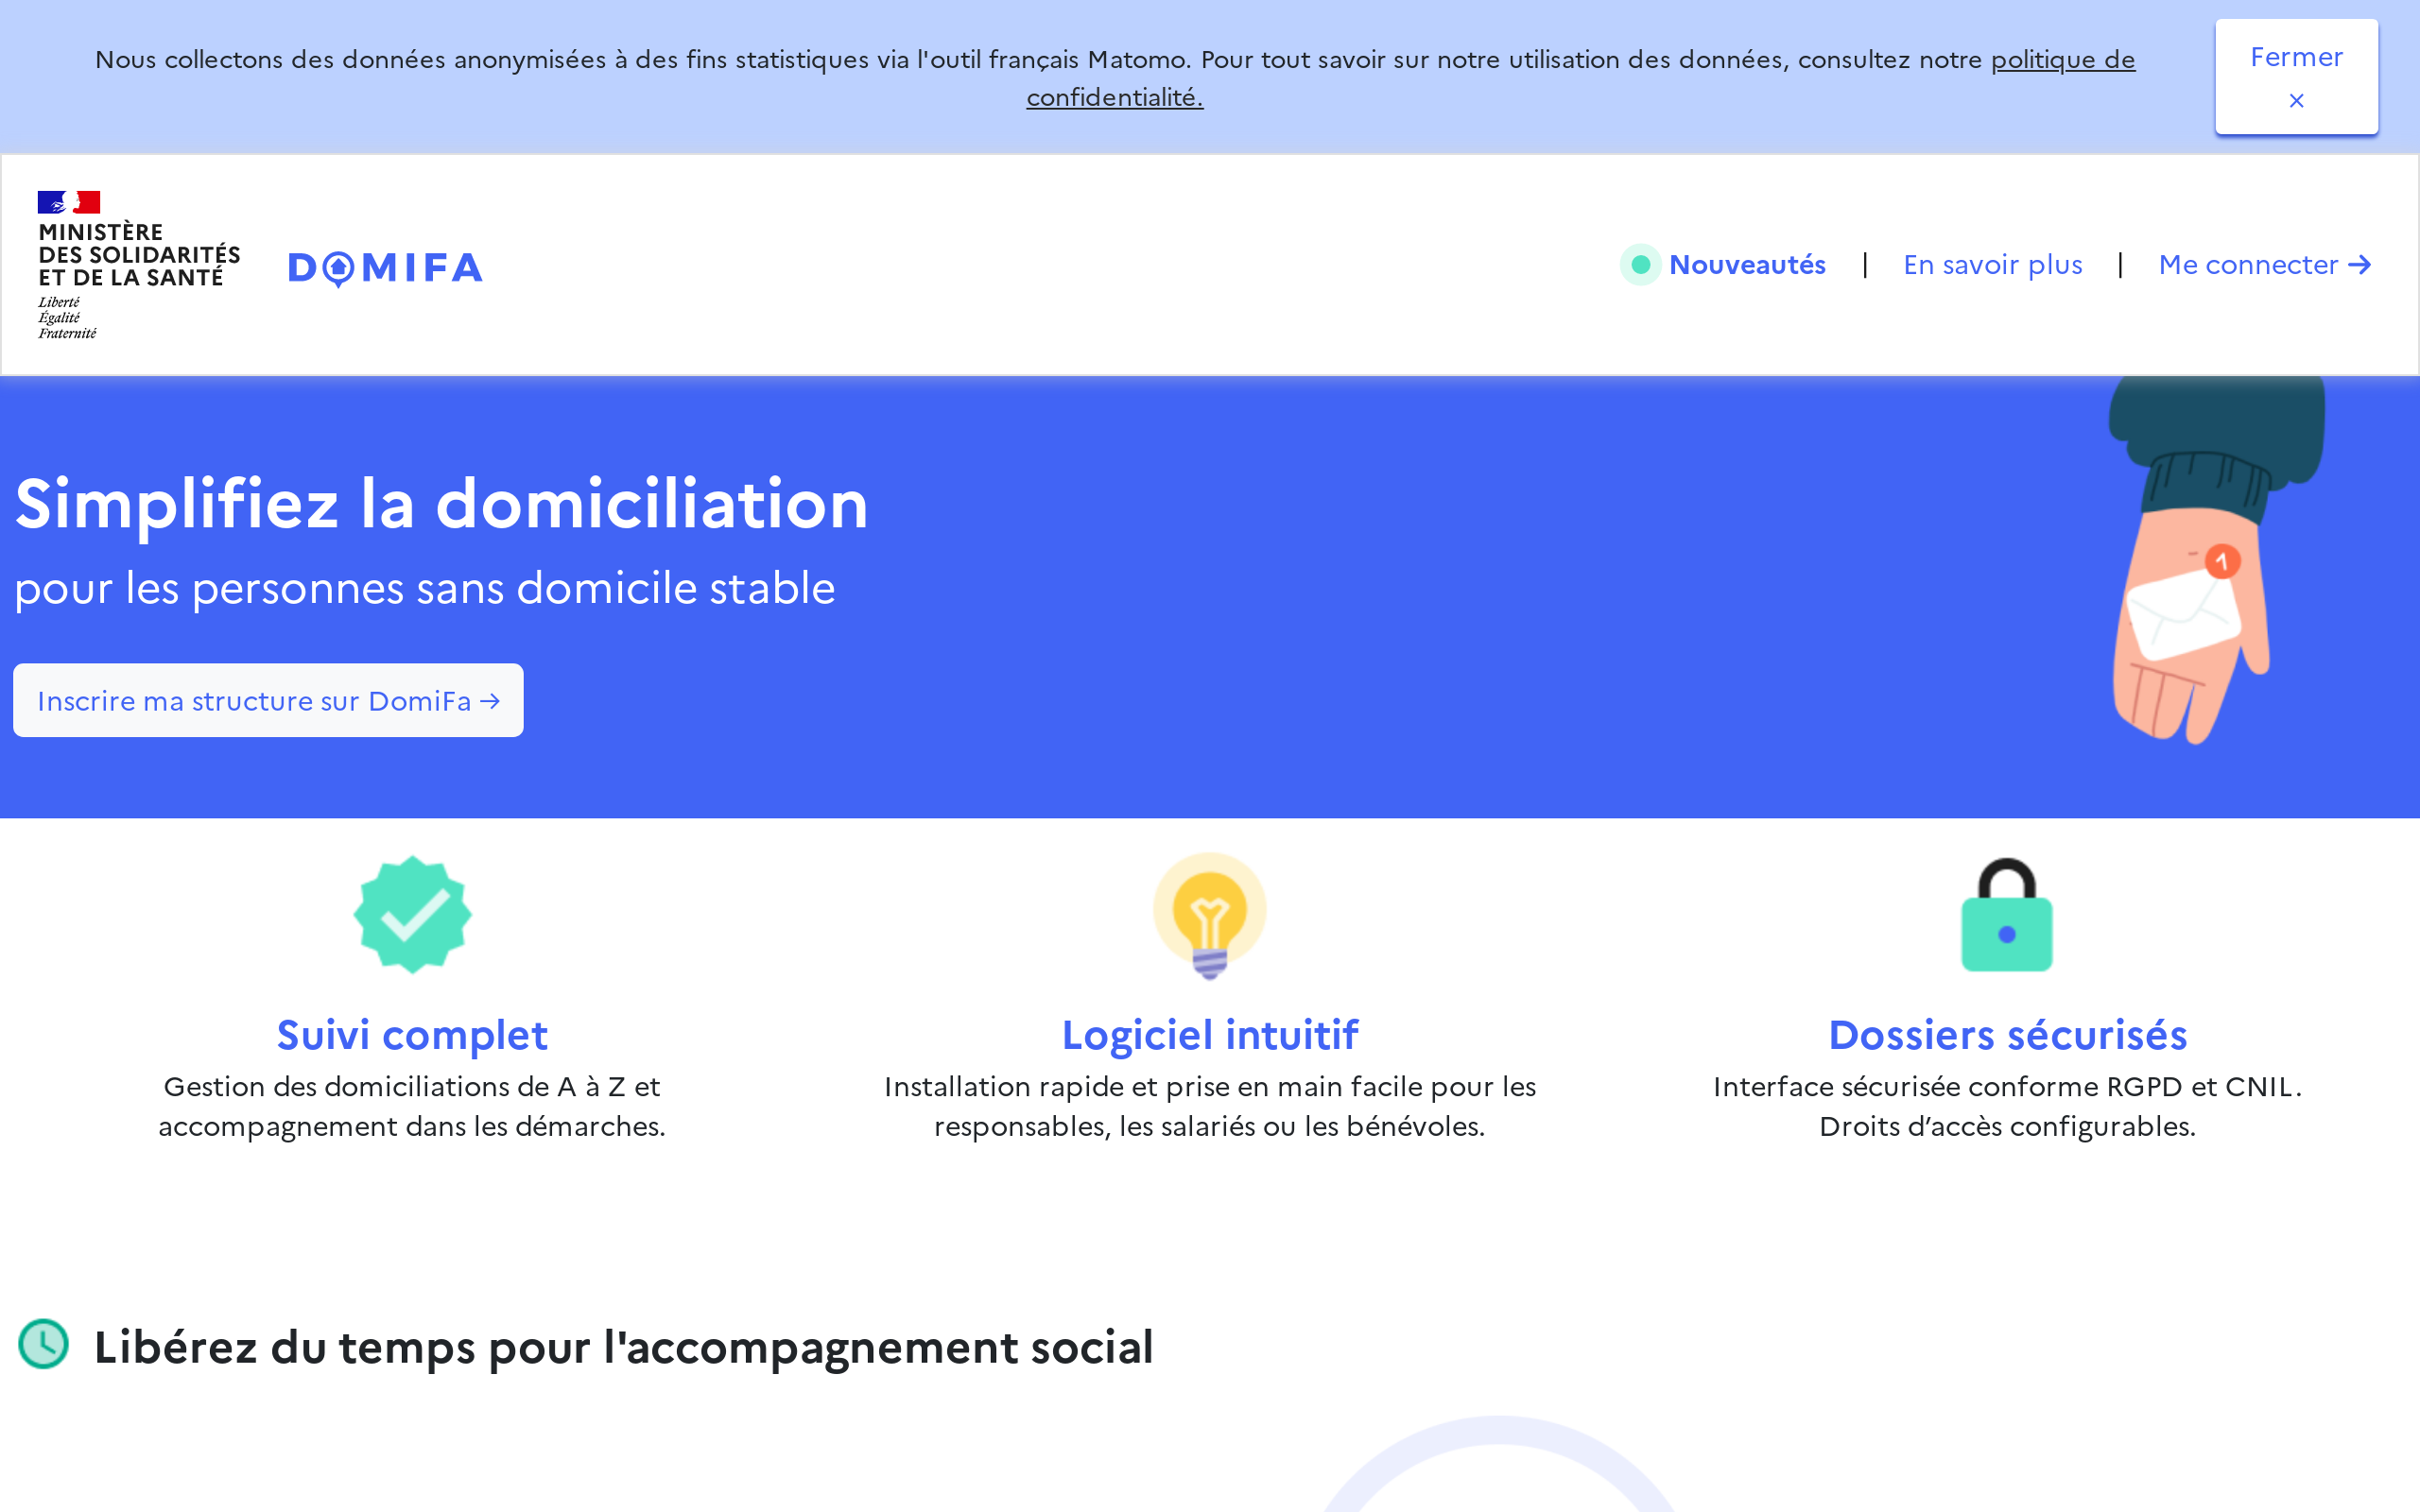 Nous collectons des données anonymisées à des fins statistiques via l'outil français Matomo. Pour tout savoir sur notre utilisation des données, consultez notre politique de
confidentialité.
Fermer
×
MINISTÈRE
DES SOLIDARITÉS
ET DE LA SANTÉ
Liberté
Égalité
Fraternité
DOMIFA
Nouveautés | En savoir plus | Me connecter →
Simplifiez la domiciliation
pour les personnes sans domicile stable
1
Inscrire ma structure sur DomiFa →
Suivi complet
Gestion des domiciliations de A à Z et
accompagnement dans les démarches.
Logiciel intuitif
Installation rapide et prise en main facile pour les
responsables, les salariés ou les bénévoles.
Dossiers sécurisés
Interface sécurisée conforme RGPD et CNIL.
Droits d’accès configurables.
Libérez du temps pour l'accompagnement social